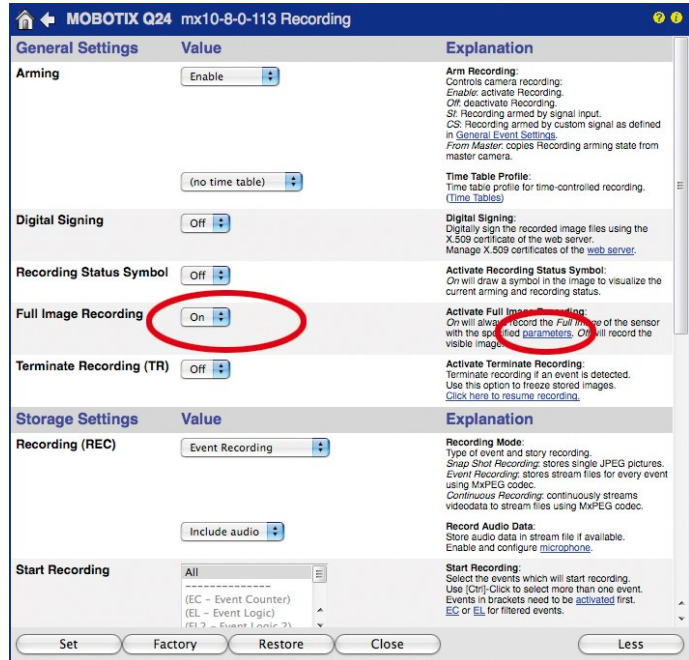 MOBOTIX Q24 mx10-8-0-113 Recording
General Settings Value Explanation
Arming
Enable
Arm Recording:
Controls camera recording:
Enable: activate Recording.
Off: deactivate Recording.
SI: Recording armed by signal input.
CS: Recording armed by custom signal as defined
in General Event Settings.
From Master: copies Recording arming state from
master camera.
(no time table)
Time Table Profile:
Time table profile for time-controlled recording.
(Time Tables)
Digital Signing
Off
Digital Signing:
Digitally sign the recorded image files using the
X.509 certificate of the web server.
Manage X.509 certificates of the web server.
Recording Status Symbol
Off
Activate Recording Status Symbol:
On will draw a symbol in the image to visualize the
current arming and recording status.
Full Image Recording
On
Activate Full Image Recording:
On will always record the Full Image of the sensor
with the specified parameters. Off will record the
visible image.
Terminate Recording (TR)
Off
Activate Terminate Recording:
Terminate recording if an event is detected.
Use this option to freeze stored images.
Click here to resume recording.
Storage Settings Value Explanation
Recording (REC)
Event Recording
Recording Mode:
Type of event and story recording.
Snap Shot Recording: stores single JPEG pictures.
Event Recording: stores stream files for every event
using MxPEG codec.
Continuous Recording: continuously streams
videodata to stream files using MxPEG codec.
Include audio
Record Audio Data:
Store audio data in stream file if available.
Enable and configure microphone.
Start Recording
All
--------------
(EC – Event Counter)
(EL – Event Logic)
(EL2 – Event Logic 2)
Start Recording:
Select the events which will start recording.
Use [Ctrl]-Click to select more than one event.
Events in brackets need to be activated first.
EC or EL for filtered events.
Set Factory Restore Close Less